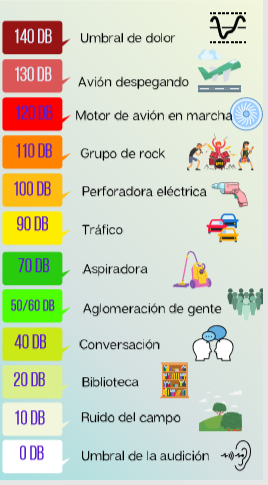 140 DB Umbral de dolor
130 DB Avión despegando
120 DB Motor de avión en marcha
110 DB Grupo de rock
100 DB Perforadora eléctrica
90 DB Tráfico
70 DB Aspiradora
50/60 DB Aglomeración de gente
40 DB Conversación
20 DB Biblioteca
10 DB Ruido del campo
0 DB Umbral de la audición